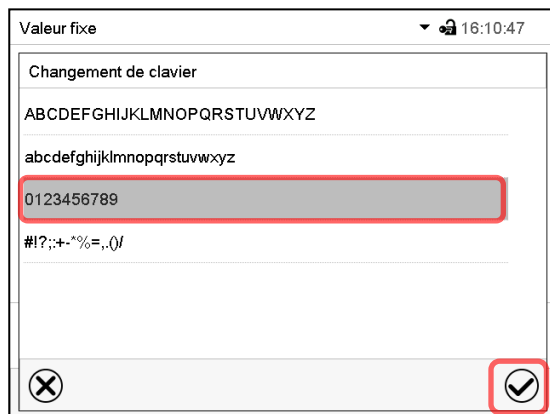 Valeur fixe 16:10:47
Changement de clavier
ABCDEFGHIJKLMNOPQRSTUVWXYZ
abcdefghijklmnopqrstuvwxyz
0123456789
#!?;:+-*%=,.()/